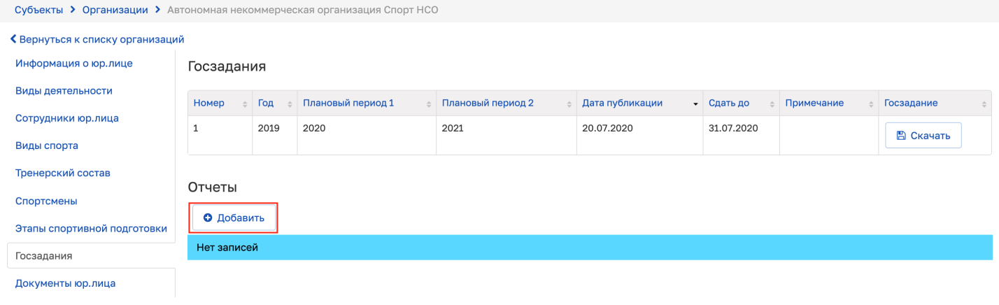 Субъекты > Организации > Автономная некоммерческая организация Спорт НСО
Вернуться к списку организаций
Информация о юр.лице
Виды деятельности
Сотрудники юр.лица
Виды спорта
Тренерский состав
Спортсмены
Этапы спортивной подготовки
Госзадания
Документы юр.лица
Госзадания
Номер Год Плановый период 1 Плановый период 2 Дата публикации Сдать до Примечание Госзадание
1 2019 2020 2021 20.07.2020 31.07.2020 Скачать
Отчеты
Добавить
Нет записей